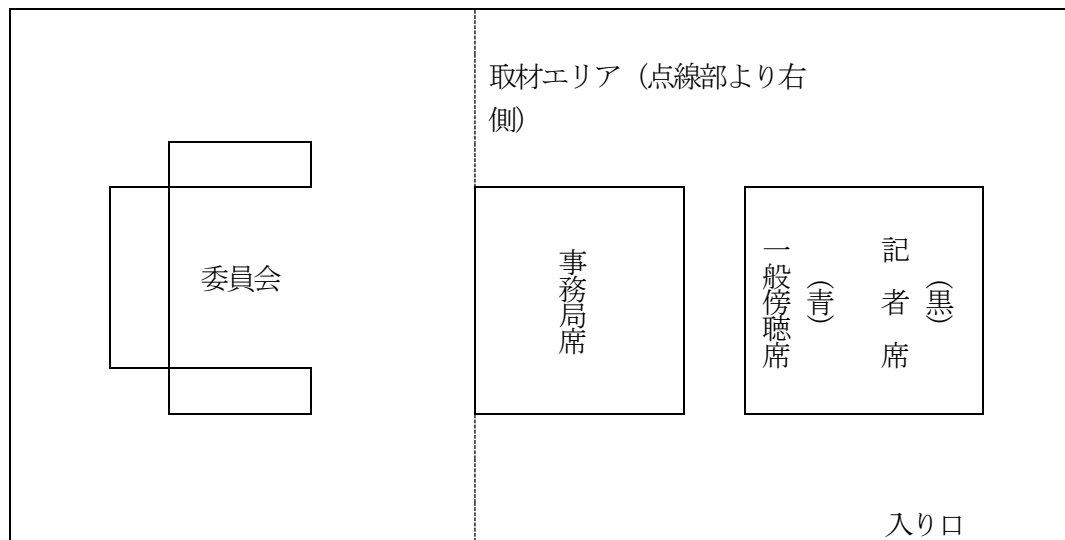 取材エリア（点線部より右
側）
委員会
事務局席
一般傍聴席
（青）
記者席
（黒）
入り口